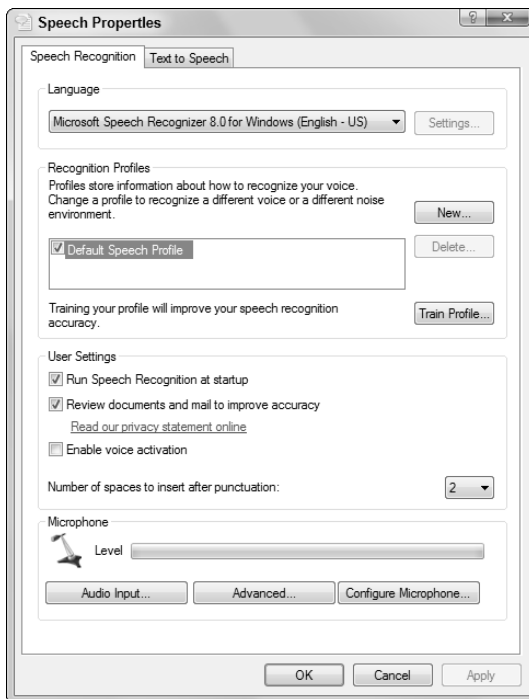 Speech Properties
Speech Recognition
Text to Speech
Language
Microsoft Speech Recognizer 8.0 for Windows (English - US)
Settings...
Recognition Profiles
Profiles store information about how to recognize your voice.
Change a profile to recognize a different voice or a different noise
environment.
New...
Default Speech Profile
Delete...
Training your profile will improve your speech recognition
accuracy.
Train Profile...
User Settings
Run Speech Recognition at startup
Review documents and mail to improve accuracy
Read our privacy statement online
Enable voice activation
Number of spaces to insert after punctuation:
2
Microphone
Level
Audio Input...
Advanced...
Configure Microphone...
OK
Cancel
Apply